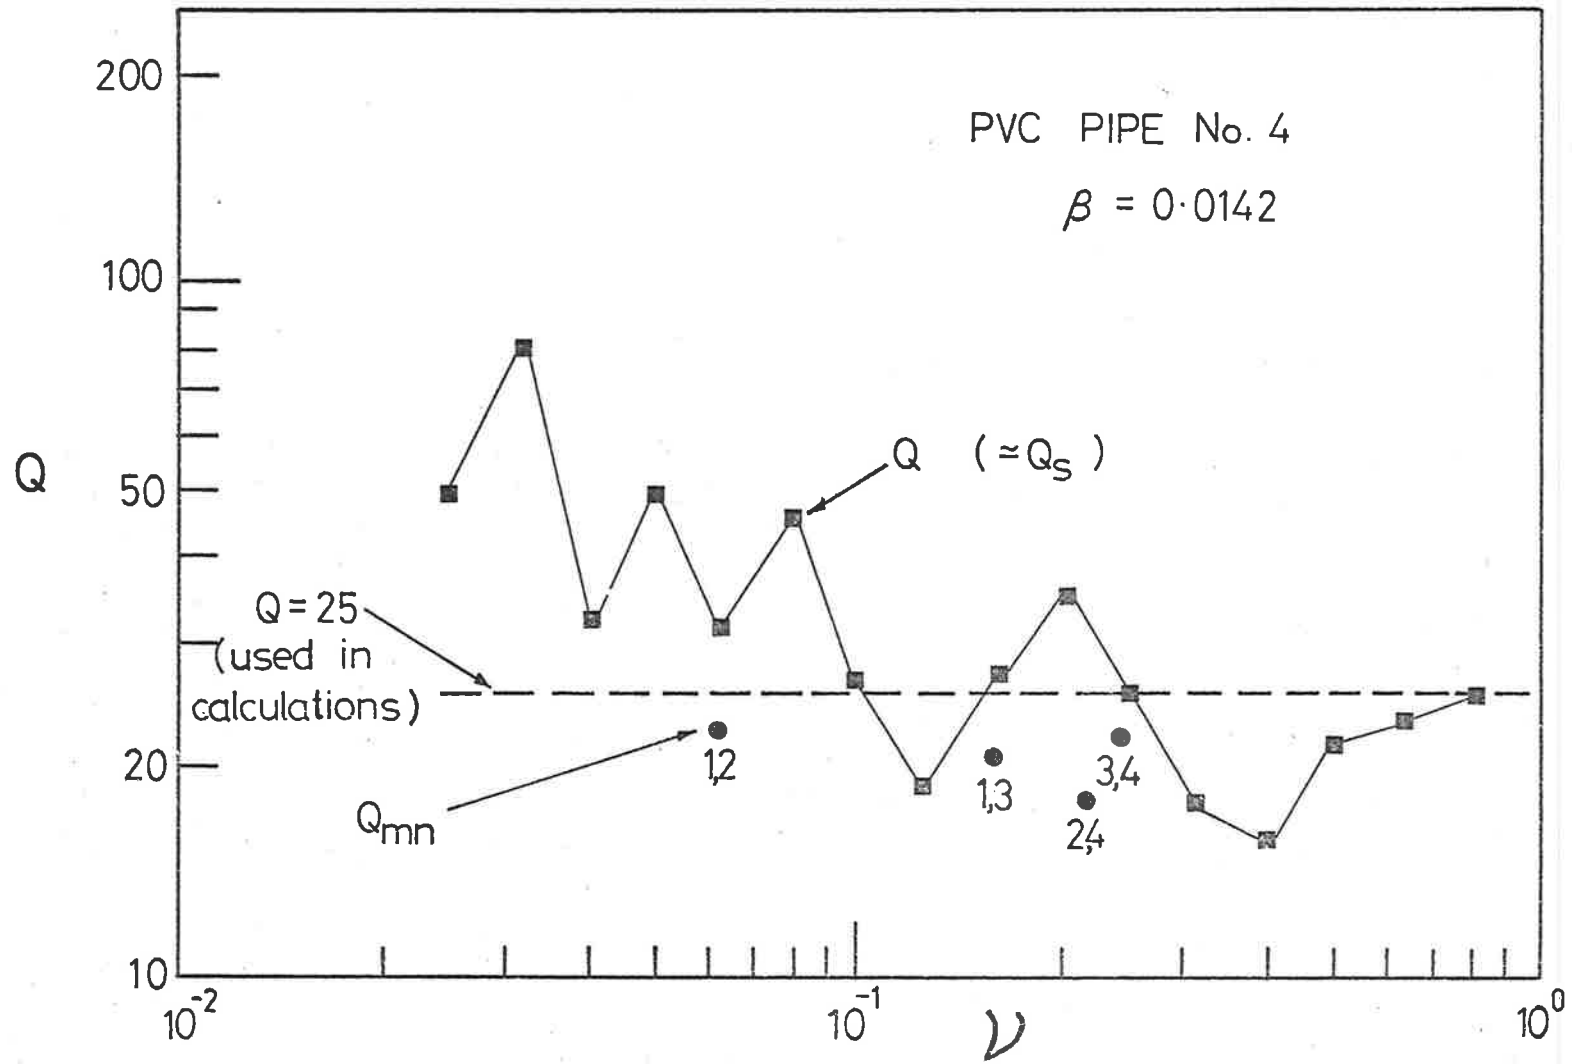 200
PVC PIPE No. 4
β = 0·0142
100
Q (≃Qs)
Q
50
Q = 25
(used in
calculations)
1,2
1,3
3,4
20
2,4
Qmn
10
10⁻²
10⁻¹
ν
10⁰